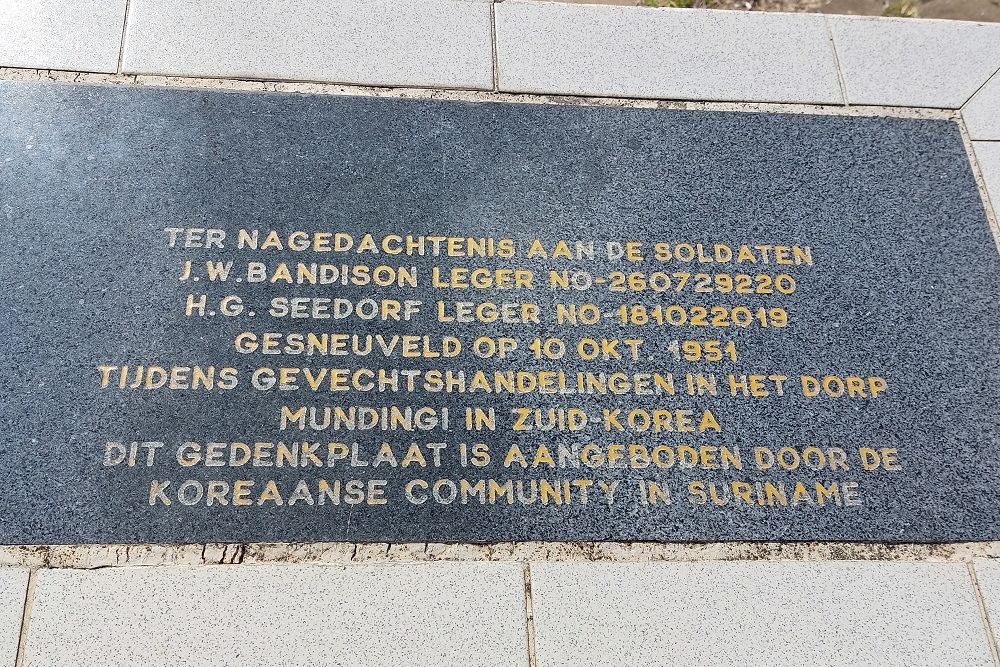 TER NAGEDACHTENIS AAN DE SOLDATEN
J.W.BANDISON LEGER NO-260729220
H.G. SEEDORF LEGER NO-181022019
GESNEUVELD OP 10 OKT. 1951
TIJDENS GEVECHTSHANDELINGEN IN HET DORP
MUNDINGI IN ZUID-KOREA
DIT GEDENKPLAAT IS AANGEBODEN DOOR DE
KOREAANSE COMMUNITY IN SURINAME